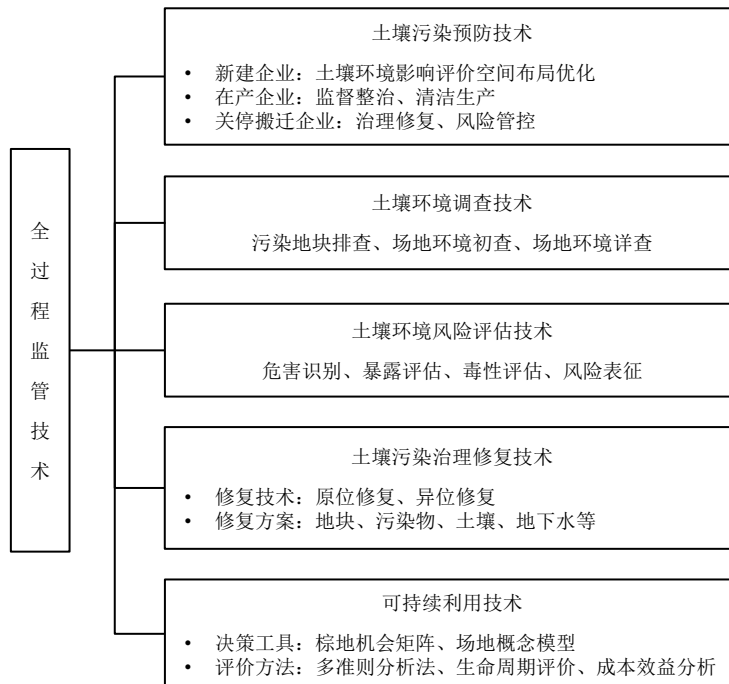 全
过
程
监
管
技
术
土壤污染预防技术
• 新建企业：土壤环境影响评价空间布局优化
• 在产企业：监督整治、清洁生产
• 关停搬迁企业：治理修复、风险管控
土壤环境调查技术
污染地块排查、场地环境初查、场地环境详查
土壤环境风险评估技术
危害识别、暴露评估、毒性评估、风险表征
土壤污染治理修复技术
• 修复技术：原位修复、异位修复
• 修复方案：地块、污染物、土壤、地下水等
可持续利用技术
• 决策工具：棕地机会矩阵、场地概念模型
• 评价方法：多准则分析法、生命周期评价、成本效益分析